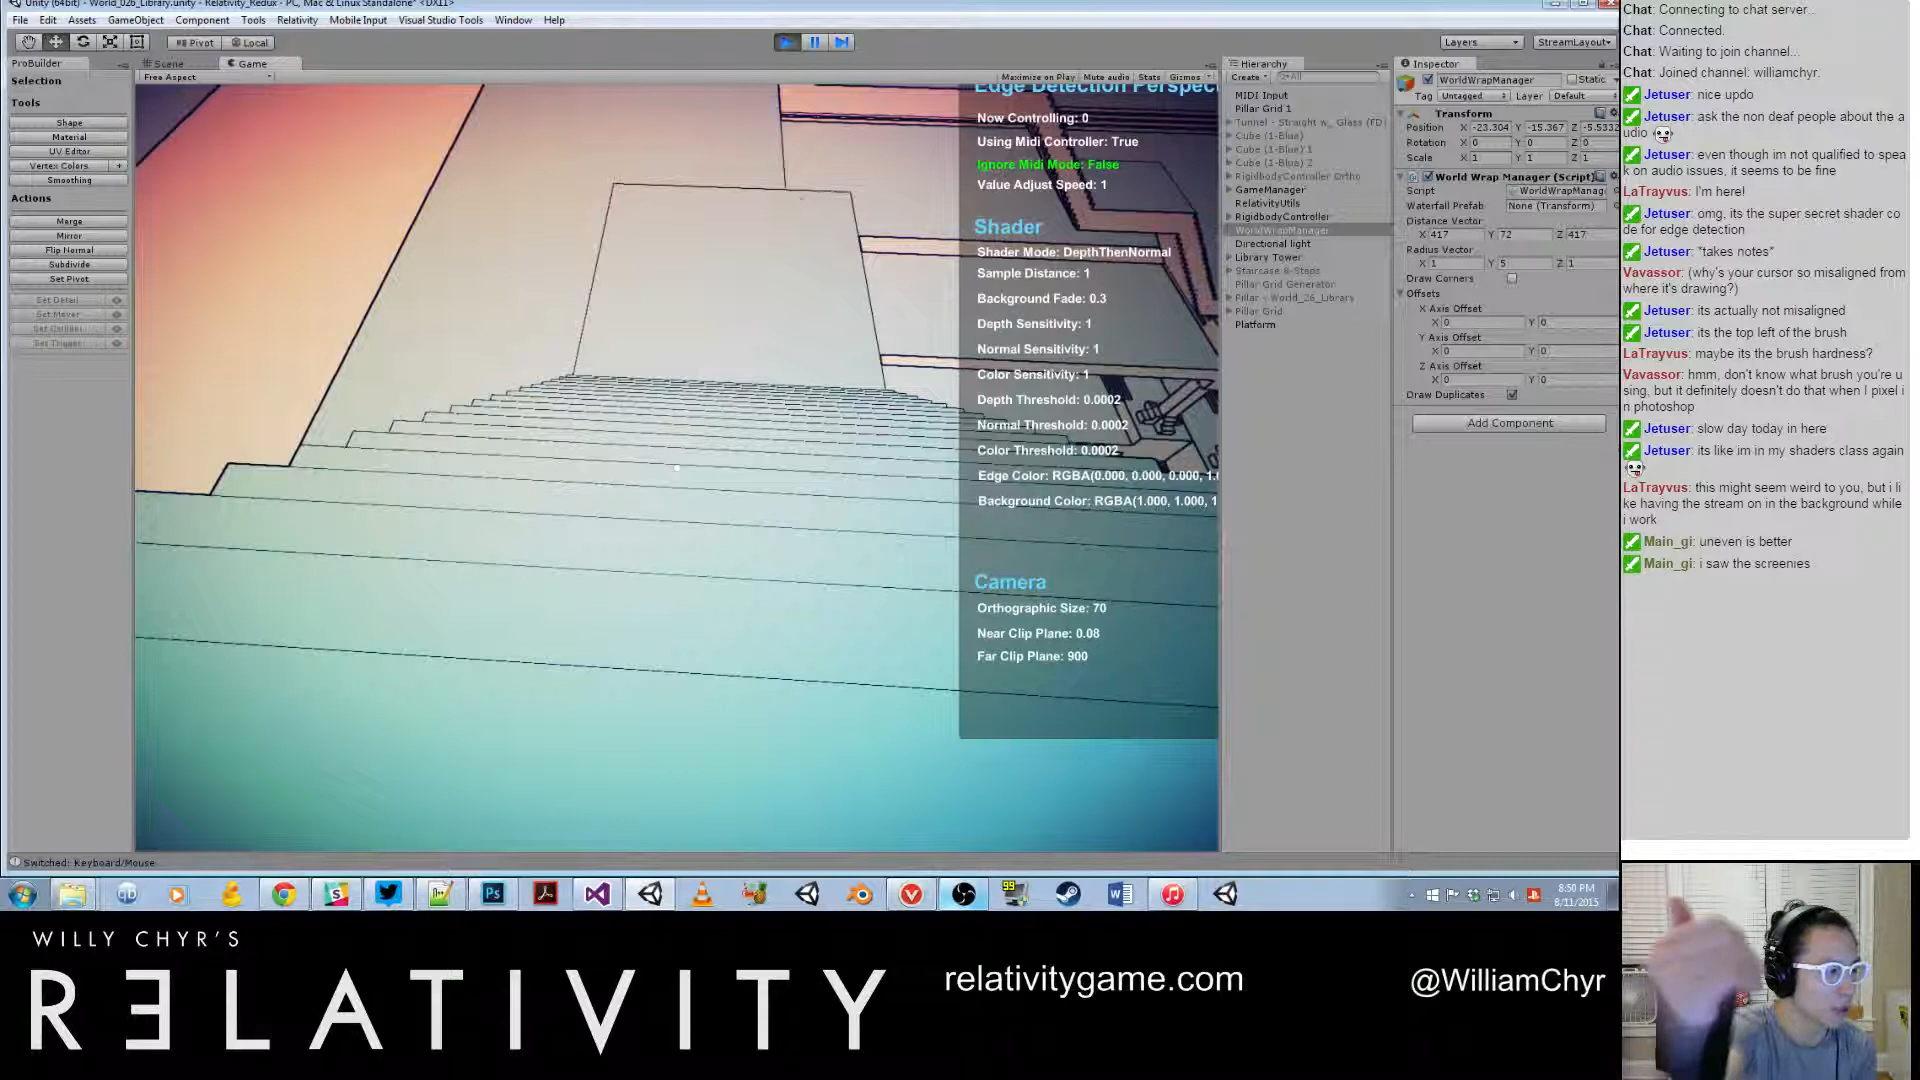 Unity (64bit) - World_026_Library.unity - Relativity_Redux - PC, Mac & Linux Standalone* <DX11>
File Edit Assets GameObject Component Tools Relativity Mobile Input Visual Studio Tools Window Help
Pivot Local
Layers StreamLayout
ProBuilder
Selection
Tools
Shape
Material
UV Editor
Vertex Colors +
Smoothing
Actions
Merge
Mirror
Flip Normal
Subdivide
Set Pivot
Set Detail
Set Mover
Set Collider
Set Trigger
Scene Game
Free Aspect
Maximize on Play Mute audio Stats Gizmos
Edge Detection Perspec
Now Controlling: 0
Using Midi Controller: True
Ignore Midi Mode: False
Value Adjust Speed: 1
Shader
Shader Mode: DepthThenNormal
Sample Distance: 1
Background Fade: 0.3
Depth Sensitivity: 1
Normal Sensitivity: 1
Color Sensitivity: 1
Depth Threshold: 0.0002
Normal Threshold: 0.0002
Color Threshold: 0.0002
Edge Color: RGBA(0.000, 0.000, 0.000, 1.
Background Color: RGBA(1.000, 1.000, 1
Camera
Orthographic Size: 70
Near Clip Plane: 0.08
Far Clip Plane: 900
Hierarchy
Create All
MIDI Input
Pillar Grid 1
Tunnel - Straight w_ Glass (FD)
Cube (1-Blue)
Cube (1-Blue) 1
Cube (1-Blue) 2
RigidbodyController Ortho
GameManager
RelativityUtils
RigidbodyController
WorldWrapManager
Directional light
Library Tower
Staircase 8-Steps
Pillar Grid Generator
Pillar - World_26_Library
Pillar Grid
Platform
Inspector
WorldWrapManager Static
Tag Untagged Layer Default
Transform
Position X -23.304 Y -15.367 Z -5.5332
Rotation X 0 Y 0 Z 0
Scale X 1 Y 1 Z 1
World Wrap Manager (Script)
Script WorldWrapManag
Waterfall Prefab None (Transform)
Distance Vector
X 417 Y 72 Z 417
Radius Vector
X 1 Y 5 Z 1
Draw Corners
Offsets
X Axis Offset
X 0 Y 0
Y Axis Offset
X 0 Y 0
Z Axis Offset
X 0 Y 0
Draw Duplicates
Add Component
Switched: Keyboard/Mouse
99
8:50 PM
8/11/2015
Chat: Connecting to chat server...
Chat: Connected.
Chat: Waiting to join channel...
Chat: Joined channel: williamchyr.
Jetuser: nice updo
Jetuser: ask the non deaf people about the a
udio
Jetuser: even though im not qualified to spea
k on audio issues, it seems to be fine
LaTrayvus: I'm here!
Jetuser: omg, its the super secret shader co
de for edge detection
Jetuser: *takes notes*
Vavassor: (why's your cursor so misaligned from
where it's drawing?)
Jetuser: its actually not misaligned
Jetuser: its the top left of the brush
LaTrayvus: maybe its the brush hardness?
Vavassor: hmm, don't know what brush you're u
sing, but it definitely doesn't do that when I pixel i
n photoshop
Jetuser: slow day today in here
Jetuser: its like im in my shaders class again
LaTrayvus: this might seem weird to you, but i li
ke having the stream on in the background while
i work
Main_gi: uneven is better
Main_gi: i saw the screenies
WILLY CHYR'S
RƎLATIVITY
relativitygame.com
@WilliamChyr